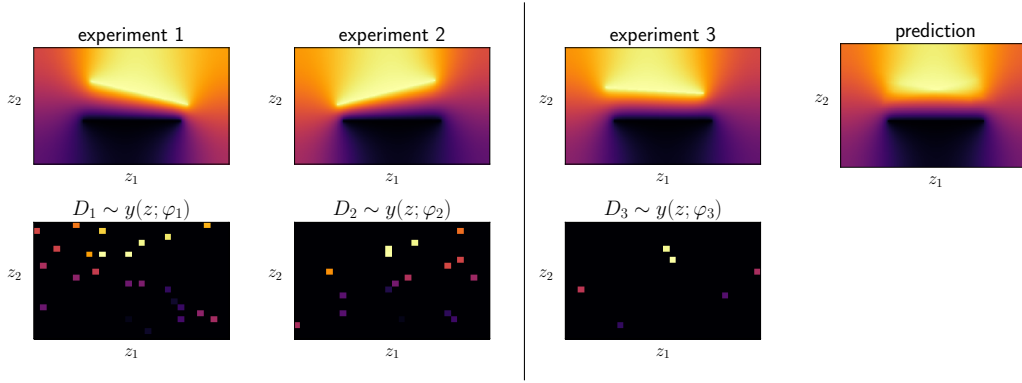 experiment 1
experiment 2
experiment 3
prediction
z₂
z₂
z₂
z₂
z₁
z₁
z₁
z₁
D₁ ∼ y(z; φ₁)
D₂ ∼ y(z; φ₂)
D₃ ∼ y(z; φ₃)
z₂
z₂
z₂
z₁
z₁
z₁